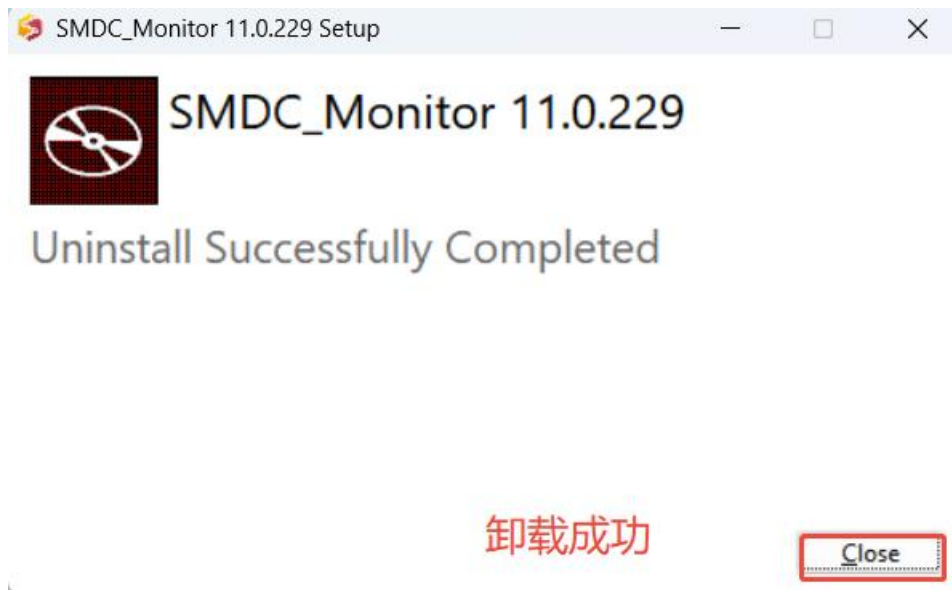 SMDC_Monitor 11.0.229 Setup
SMDC_Monitor 11.0.229
Uninstall Successfully Completed
卸载成功
Close